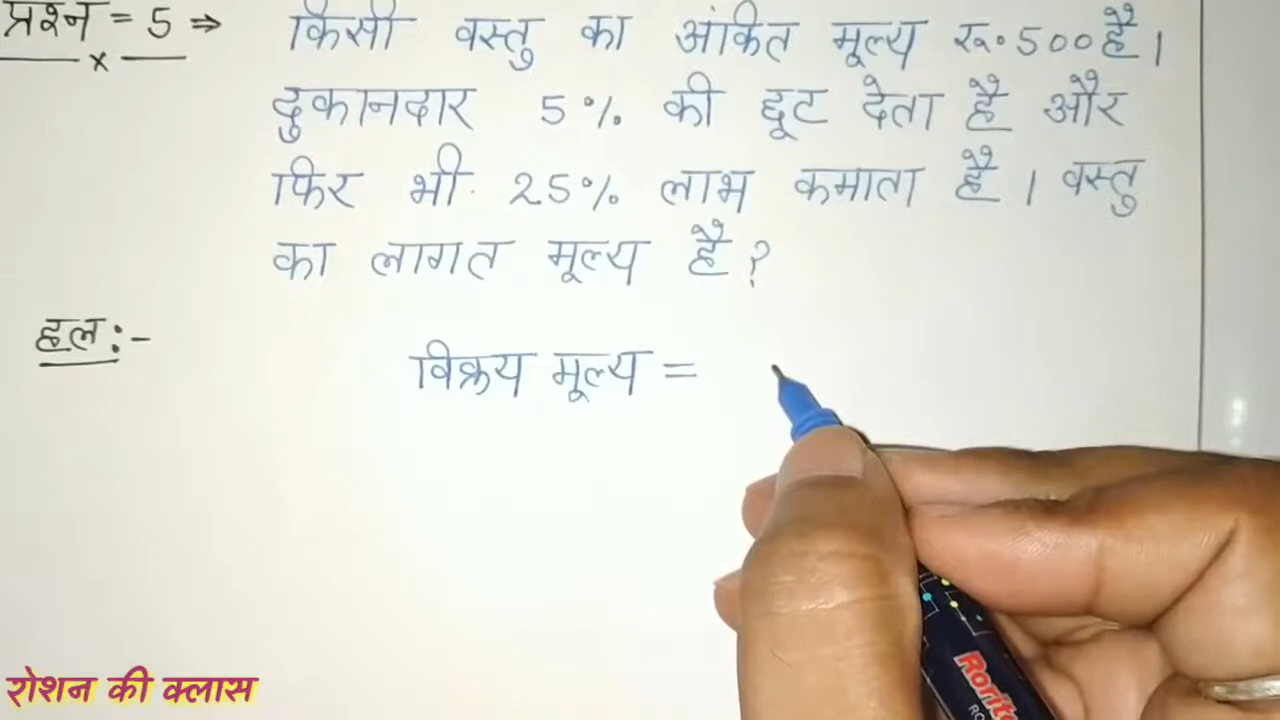 प्रश्न = 5 ⇒ किसी वस्तु का अंकित मूल्य रू॰ 500 है।
दुकानदार 5% की छूट देता है और
फिर भी 25% लाभ कमाता है। वस्तु
का लागत मूल्य है?
हल:-
विक्रय मूल्य =
Rorito
रोशन की क्लास